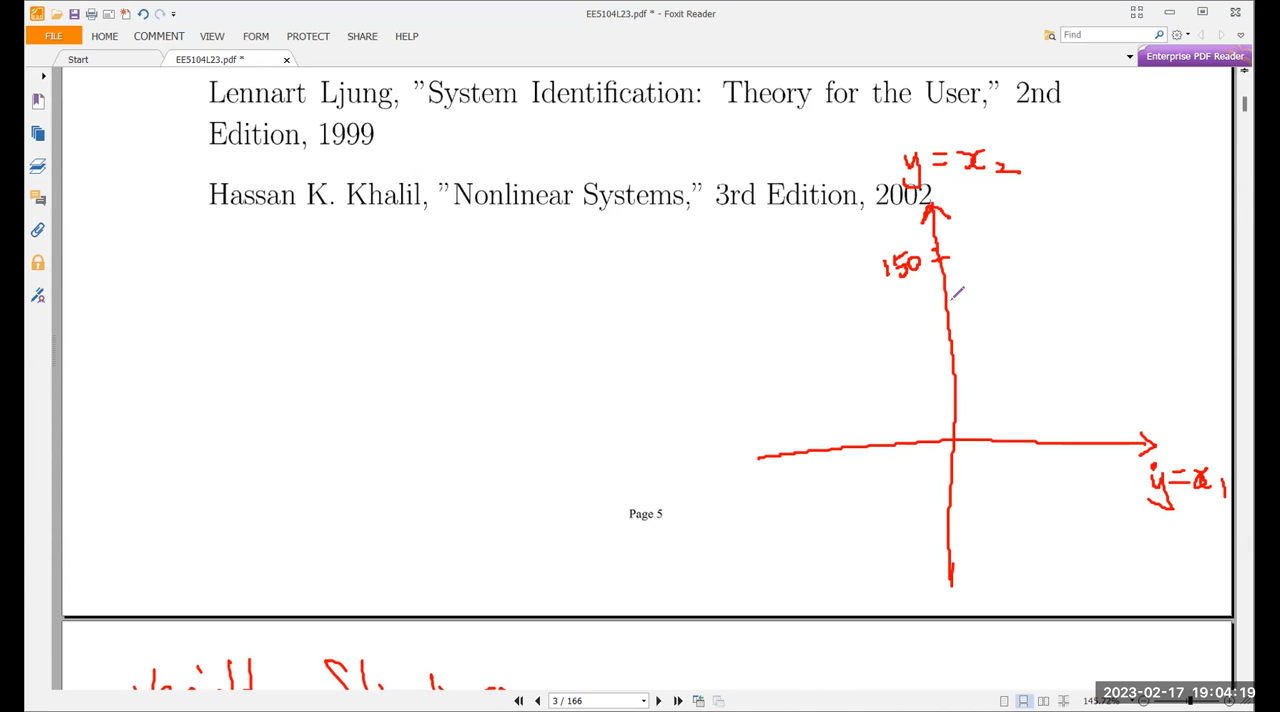 EE5104L23.pdf * - Foxit Reader
FILE HOME COMMENT VIEW FORM PROTECT SHARE HELP
Find
Start
EE5104L23.pdf *
Enterprise PDF Reader
Lennart Ljung, "System Identification: Theory for the User," 2nd
Edition, 1999
Hassan K. Khalil, "Nonlinear Systems," 3rd Edition, 2002
y = x₂
150
ẏ = x₁
Page 5
3 / 166
2023-02-17 19:04:19